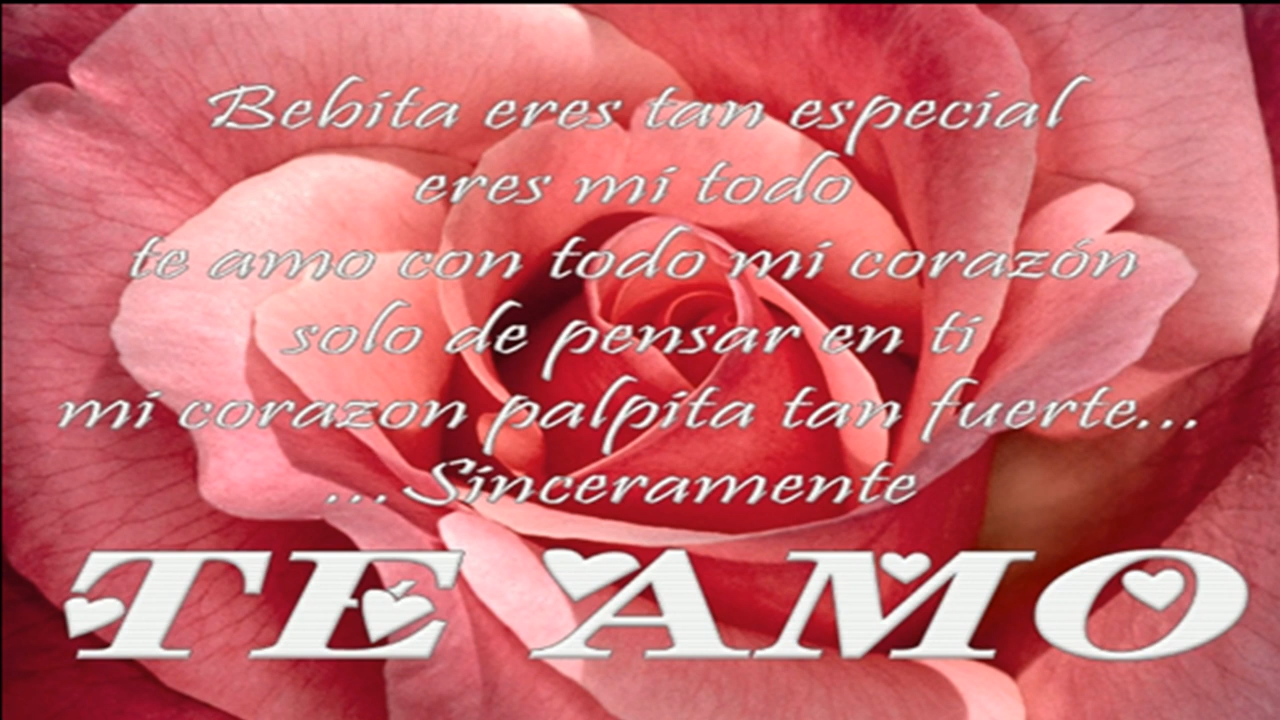 Bebita eres tan especial
eres mi todo
te amo con todo mi corazón
solo de pensar en ti
mi corazon palpita tan fuerte...
...Sinceramente
TE AMO